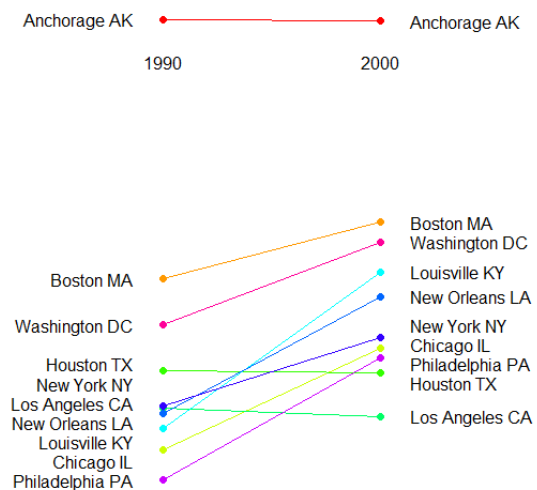 Anchorage AK
Anchorage AK
1990
2000
Boston MA
Washington DC
Houston TX
New York NY
Los Angeles CA
New Orleans LA
Louisville KY
Chicago IL
Philadelphia PA
Boston MA
Washington DC
Louisville KY
New Orleans LA
New York NY
Chicago IL
Philadelphia PA
Houston TX
Los Angeles CA